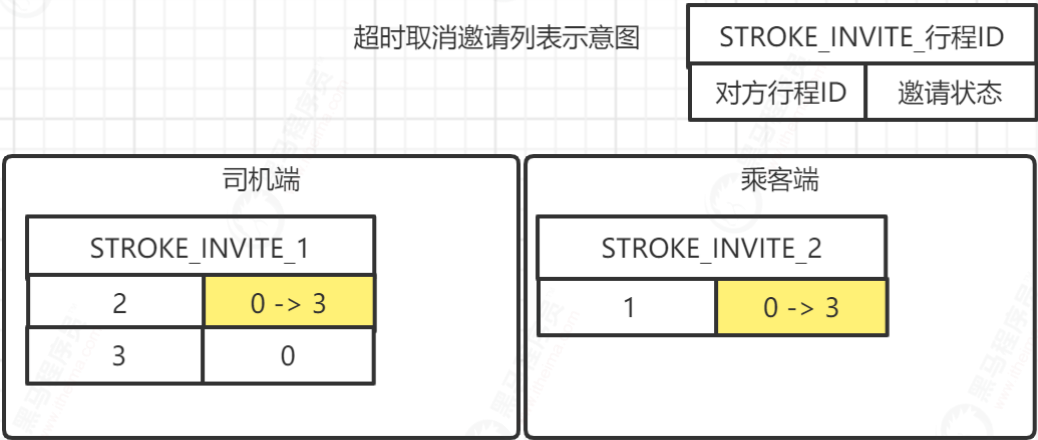 超时取消邀请列表示意图
STROKE_INVITE_行程ID
对方行程ID 邀请状态
司机端
STROKE_INVITE_1
2 0 -> 3
3 0
乘客端
STROKE_INVITE_2
1 0 -> 3